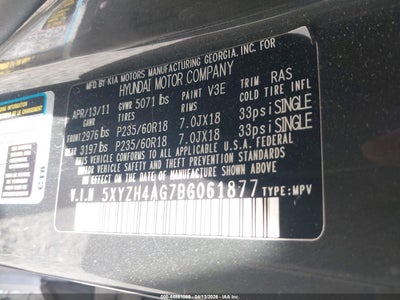 MFD. BY KIA MOTORS MANUFACTURING GEORGIA, INC. FOR
HYUNDAI MOTOR COMPANY
APR/13/11 GVWR 5071 lbs PAINT V3E TRIM RAS
GAWR TIRES RIMS COLD TIRE INFL
FRONT 2976 lbs P235/60R18 7.0JX18 33psi SINGLE
REAR 3197 lbs P235/60R18 7.0JX18 33psi SINGLE
THIS VEHICLE CONFORMS TO ALL APPLICABLE
U.S.A. FEDERAL MOTOR VEHICLE SAFETY
STANDARDS IN EFFECT ON THE DATE OF
MANUFACTURE SHOWN ABOVE.
V.I.N 5XYZH4AG7BG061877 TYPE: MPV
C10